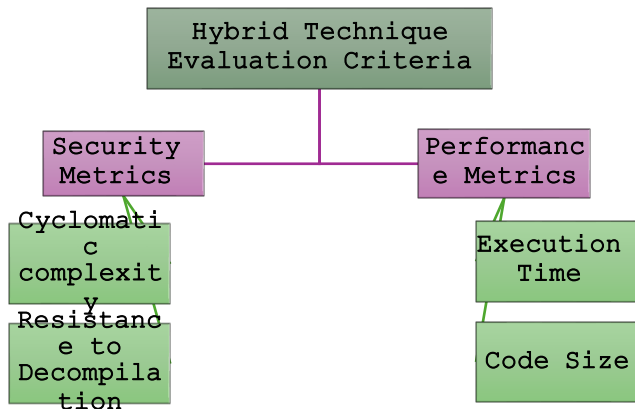 Hybrid Technique
Evaluation Criteria
Security
Metrics
Performanc
e Metrics
Cyclomati
c
complexit
y
Resistanc
e to
Decompila
tion
Execution
Time
Code Size